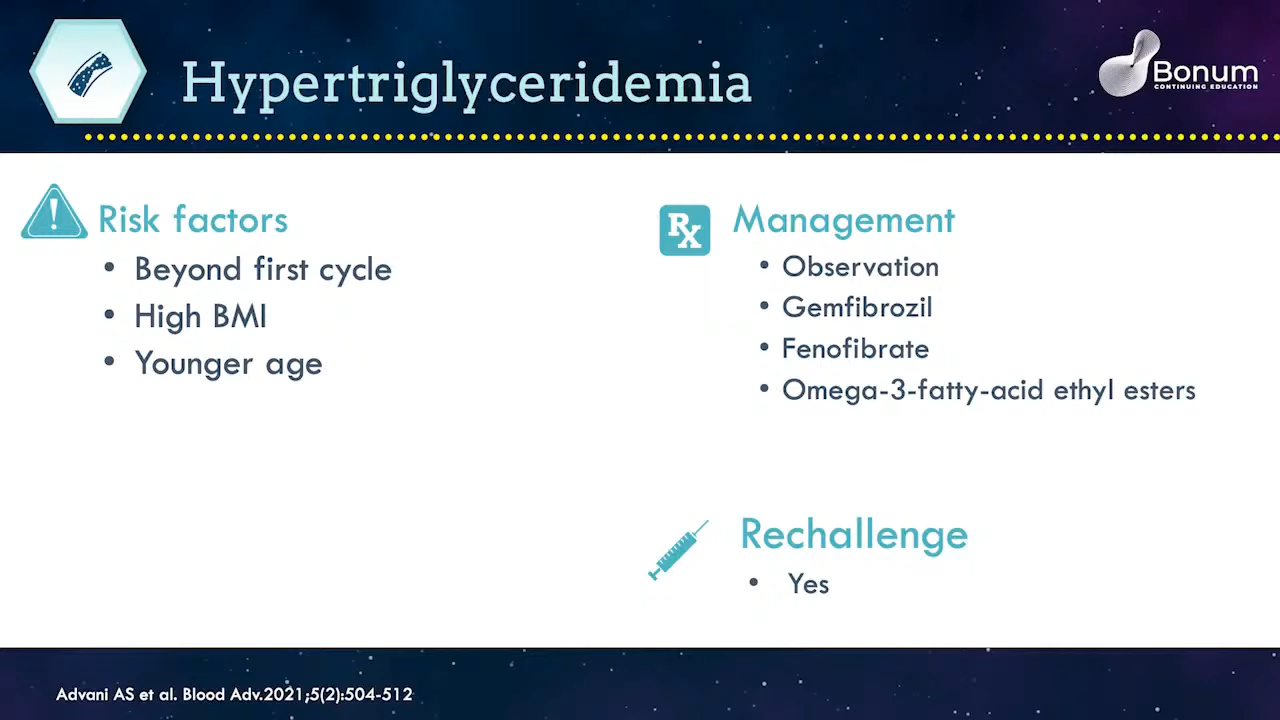 Hypertriglyceridemia
Bonum
CONTINUING EDUCATION
Risk factors
• Beyond first cycle
• High BMI
• Younger age
Rx
Management
• Observation
• Gemfibrozil
• Fenofibrate
• Omega-3-fatty-acid ethyl esters
Rechallenge
• Yes
Advani AS et al. Blood Adv.2021;5(2):504-512